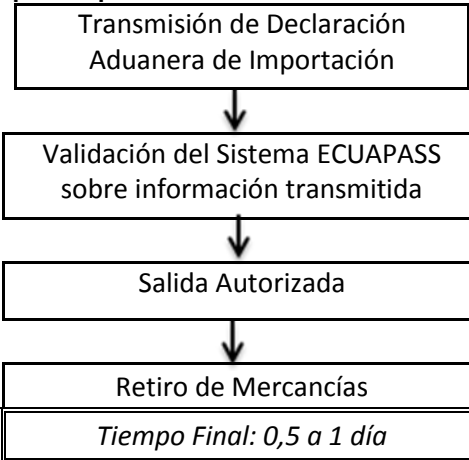 Transmisión de Declaración
Aduanera de Importación
Validación del Sistema ECUAPASS
sobre información transmitida
Salida Autorizada
Retiro de Mercancías
Tiempo Final: 0,5 a 1 día